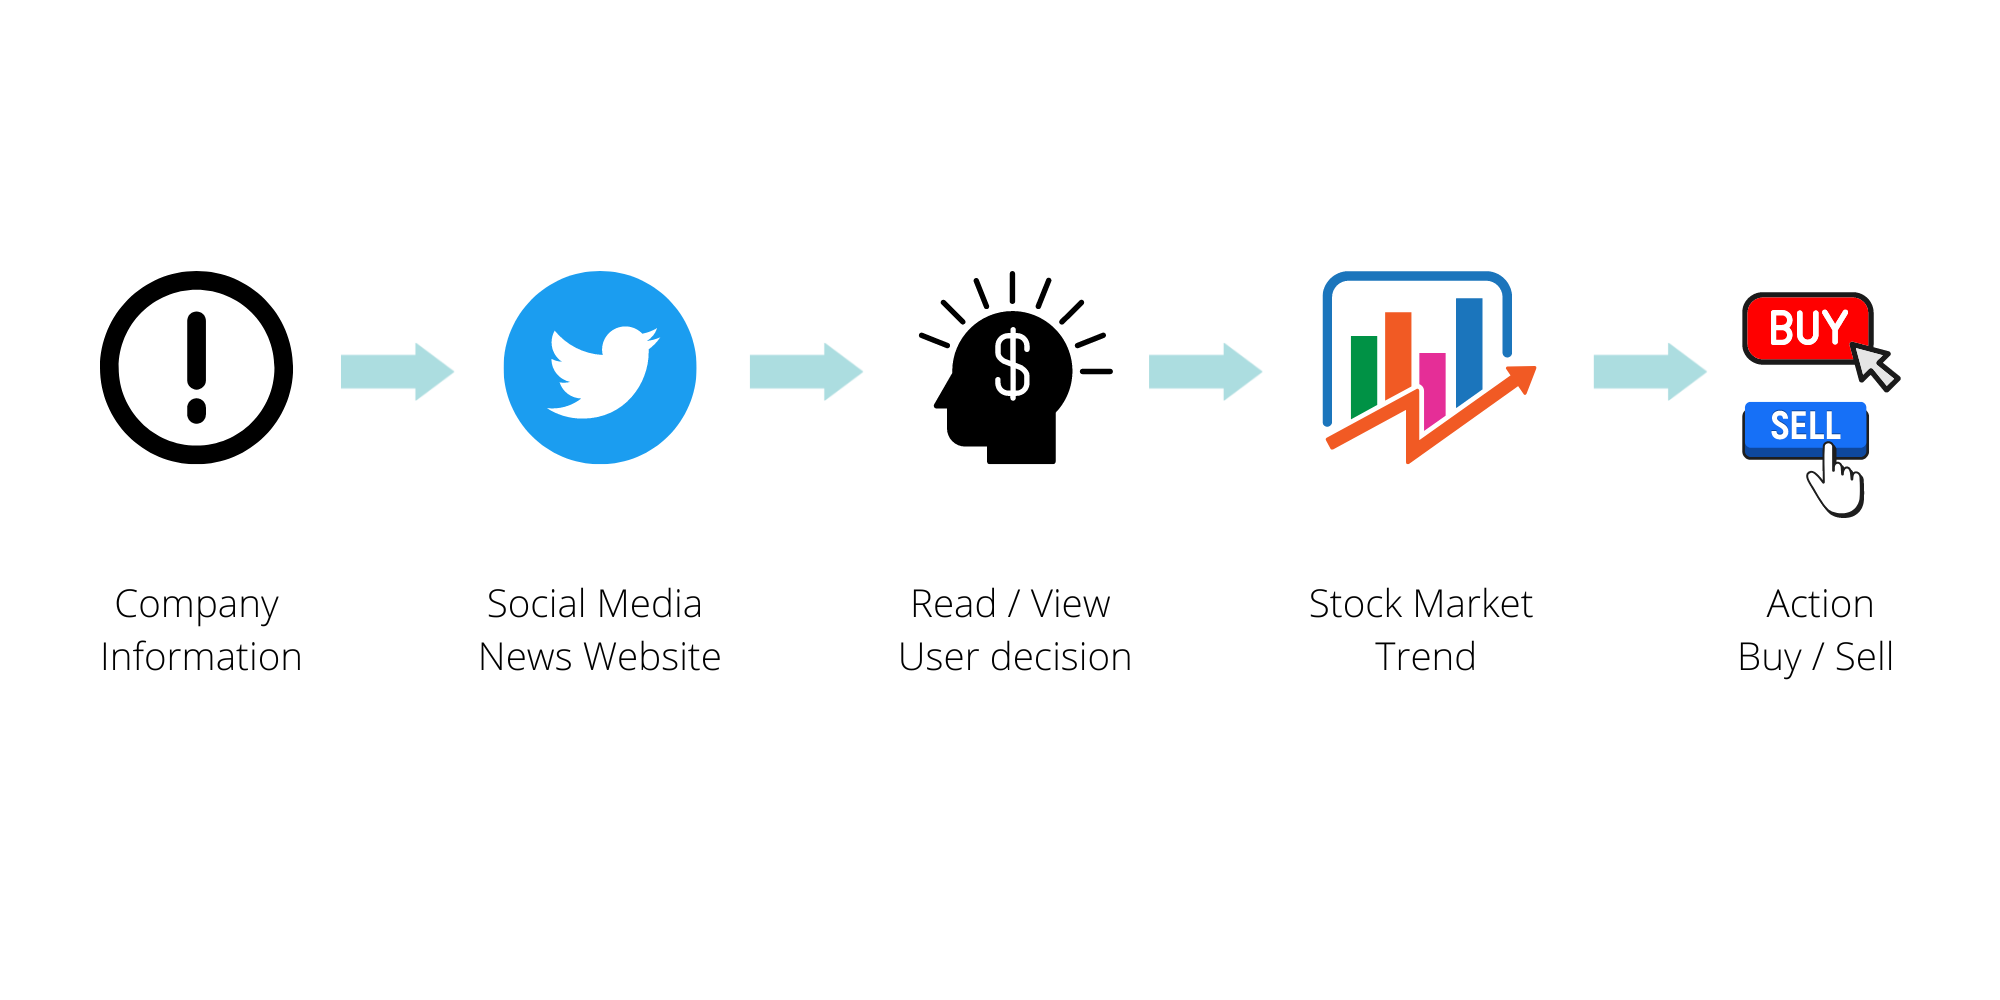 BUY
SELL
Company
Information
Social Media
News Website
Read / View
User decision
Stock Market
Trend
Action
Buy / Sell